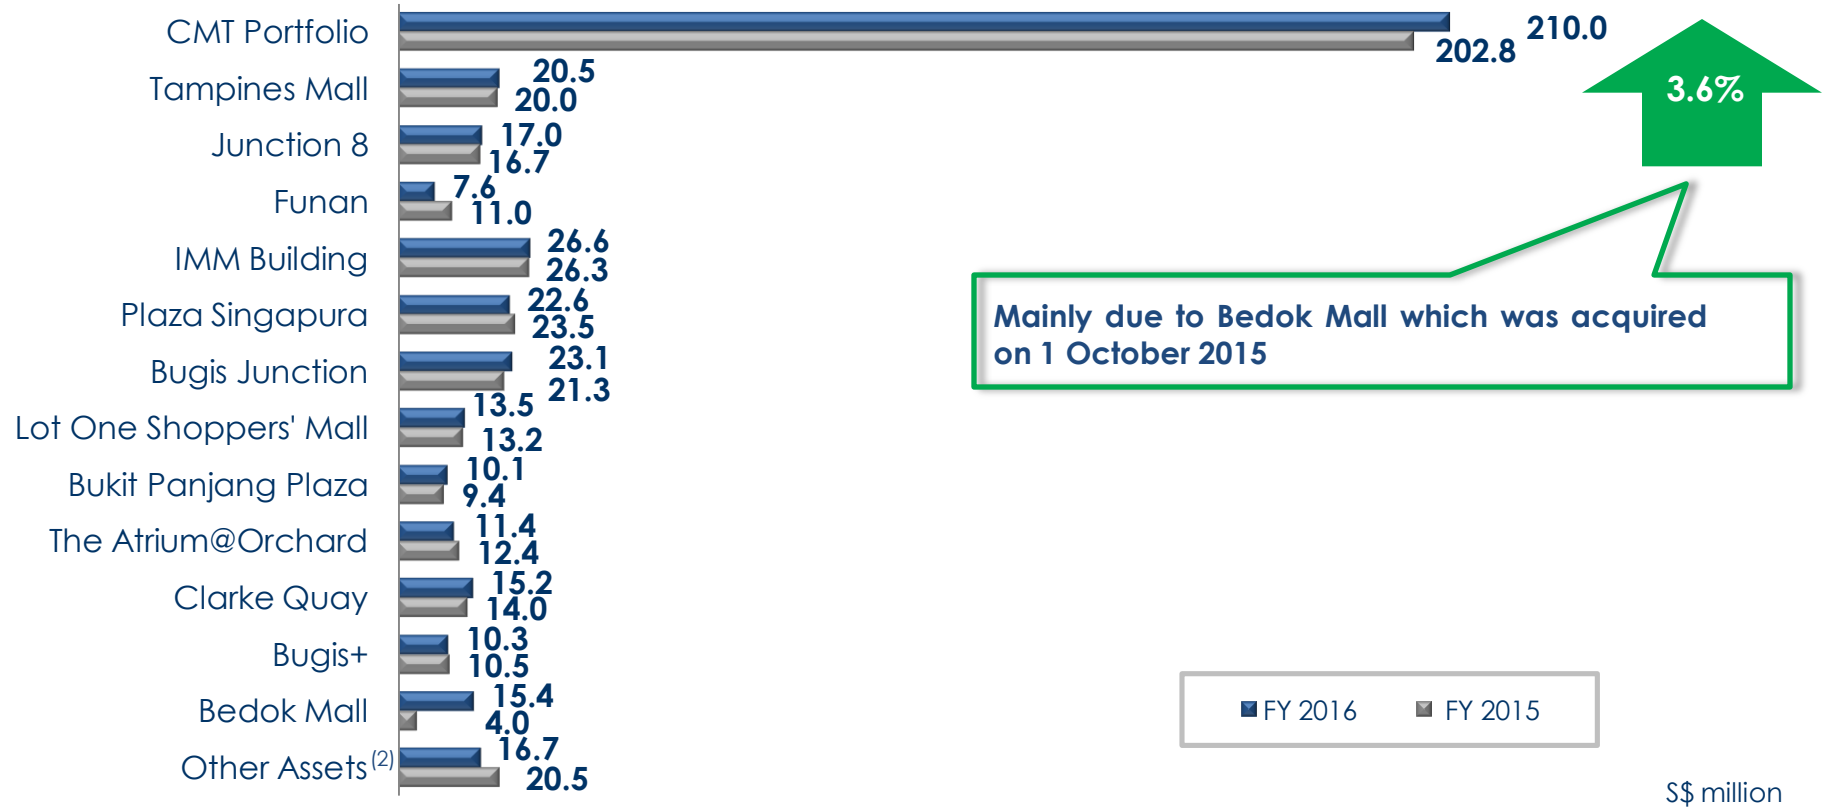 CMT Portfolio
210.0
202.8
3.6%
Tampines Mall
20.5
20.0
Junction 8
17.0
16.7
Funan
7.6
11.0
IMM Building
26.6
26.3
Plaza Singapura
22.6
23.5
Mainly due to Bedok Mall which was acquired
on 1 October 2015
Bugis Junction
23.1
21.3
Lot One Shoppers' Mall
13.5
13.2
Bukit Panjang Plaza
10.1
9.4
The Atrium@Orchard
11.4
12.4
Clarke Quay
15.2
14.0
Bugis+
10.3
10.5
Bedok Mall
15.4
4.0
FY 2016
FY 2015
Other Assets (2)
16.7
20.5
S$ million